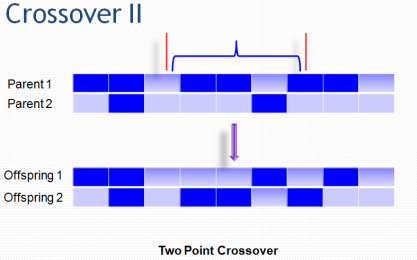 Crossover II
Parent 1
Parent 2
Offspring 1
Offspring 2
Two Point Crossover